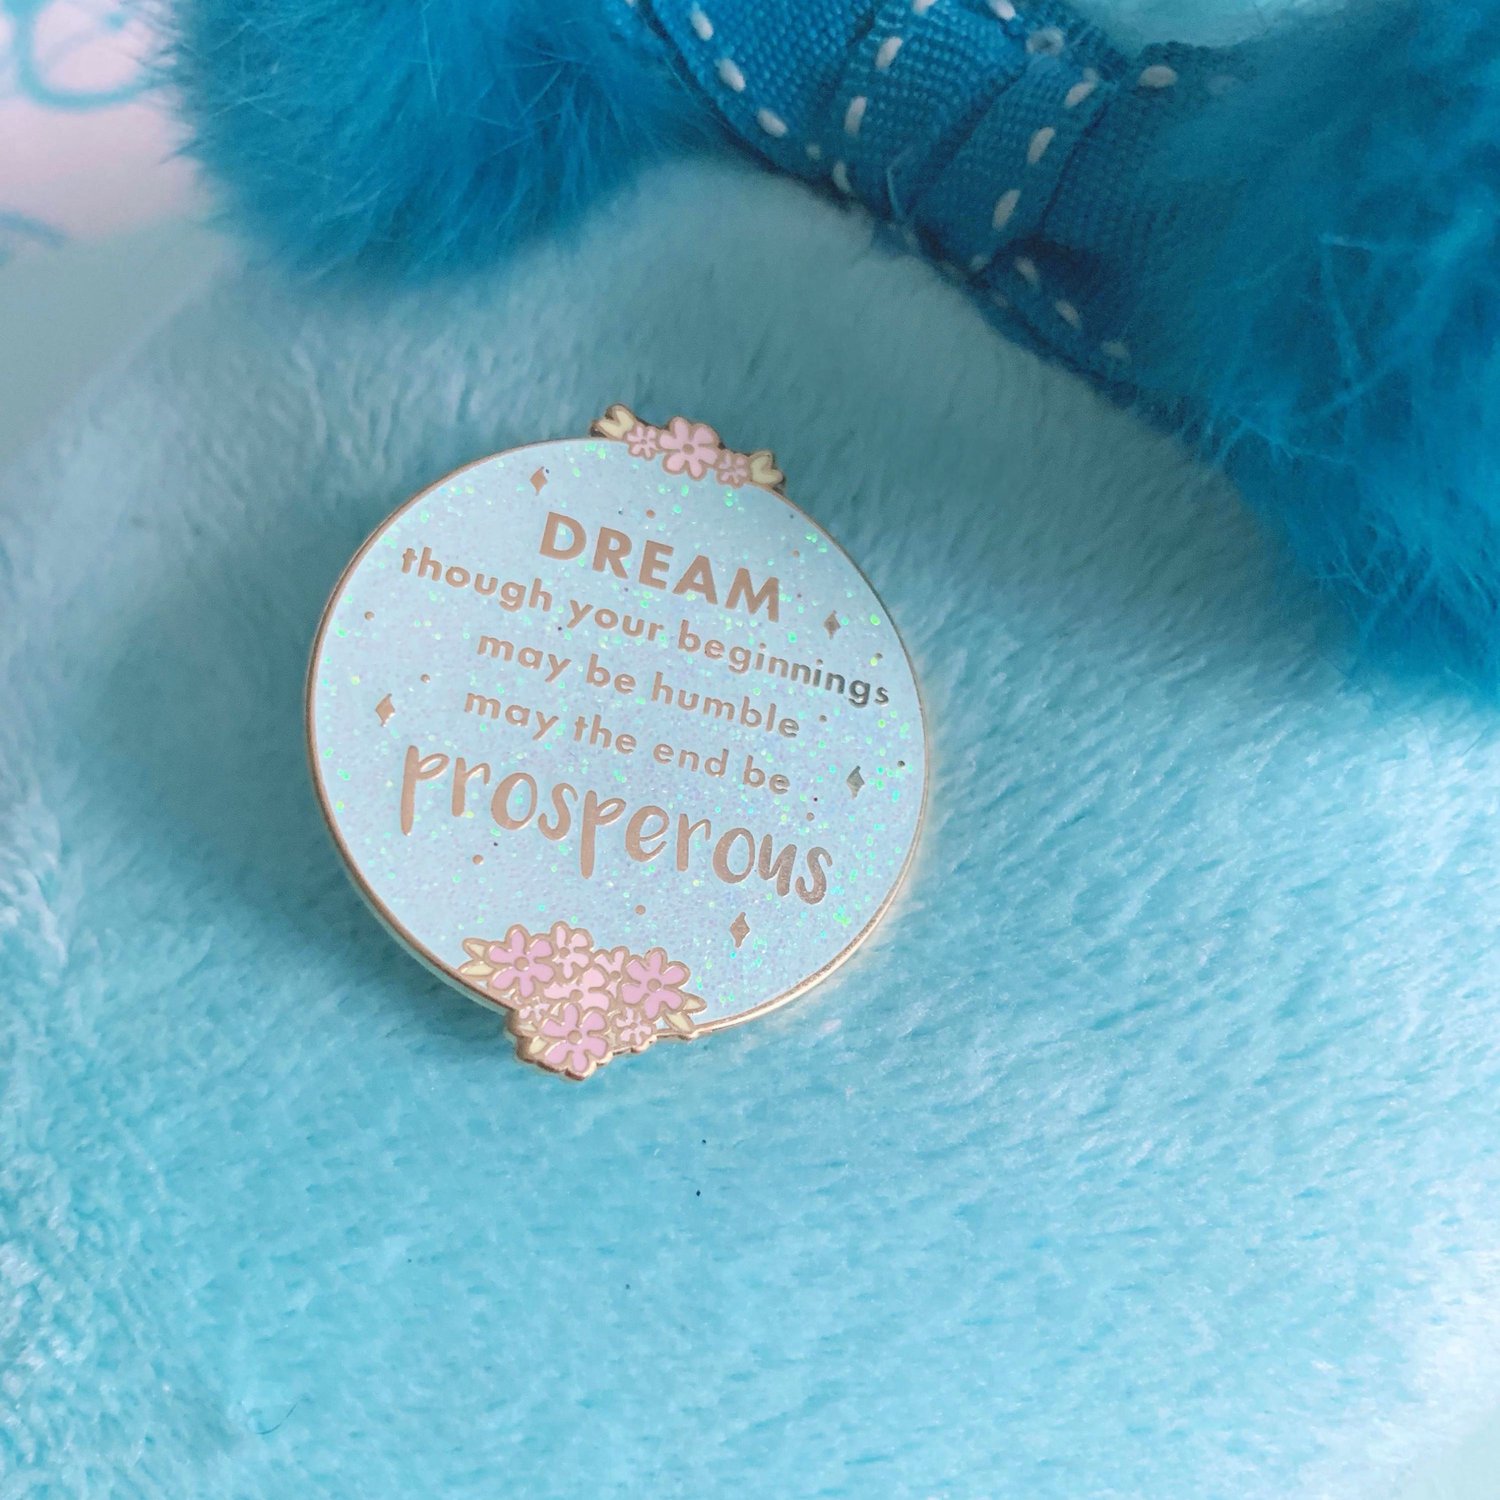 DREAM
though your beginnings
may be humble
may the end be
prosperous